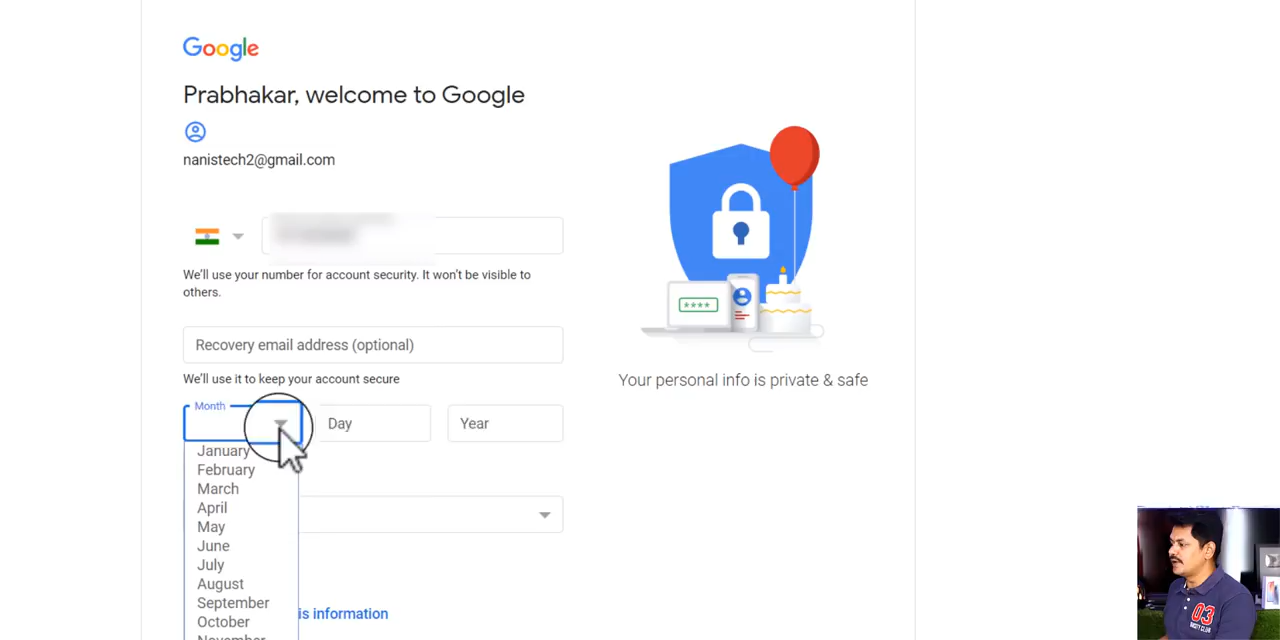 Google
Prabhakar, welcome to Google
nanistech2@gmail.com
We'll use your number for account security. It won't be visible to
others.
Recovery email address (optional)
We'll use it to keep your account secure
Month
Day
Year
January
February
March
April
May
June
July
August
September
October
November
is information
****
Your personal info is private & safe
03